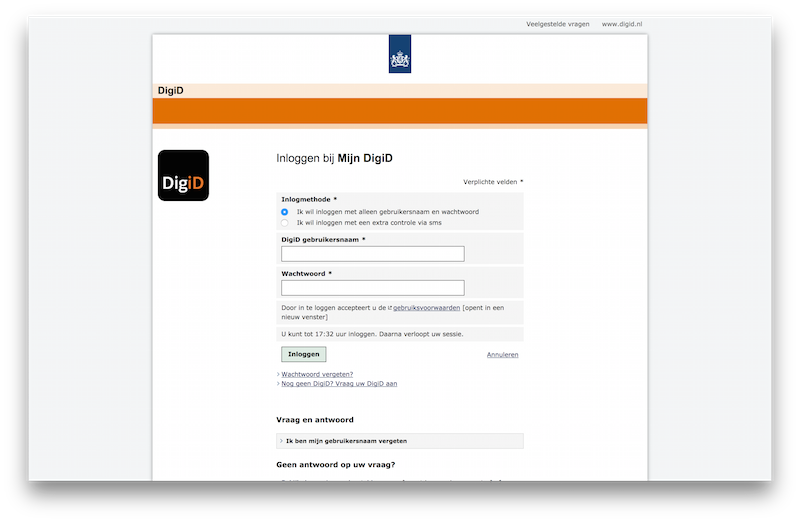 Veelgestelde vragen www.digid.nl
DigiD
DigiD
Inloggen bij Mijn DigiD
Verplichte velden *
Inlogmethode *
Ik wil inloggen met alleen gebruikersnaam en wachtwoord
Ik wil inloggen met een extra controle via sms
DigiD gebruikersnaam *
Wachtwoord *
Door in te loggen accepteert u de gebruiksvoorwaarden [opent in een
nieuw venster]
U kunt tot 17:32 uur inloggen. Daarna verloopt uw sessie.
Inloggen
Annuleren
Wachtwoord vergeten?
Nog geen DigiD? Vraag uw DigiD aan
Vraag en antwoord
Ik ben mijn gebruikersnaam vergeten
Geen antwoord op uw vraag?